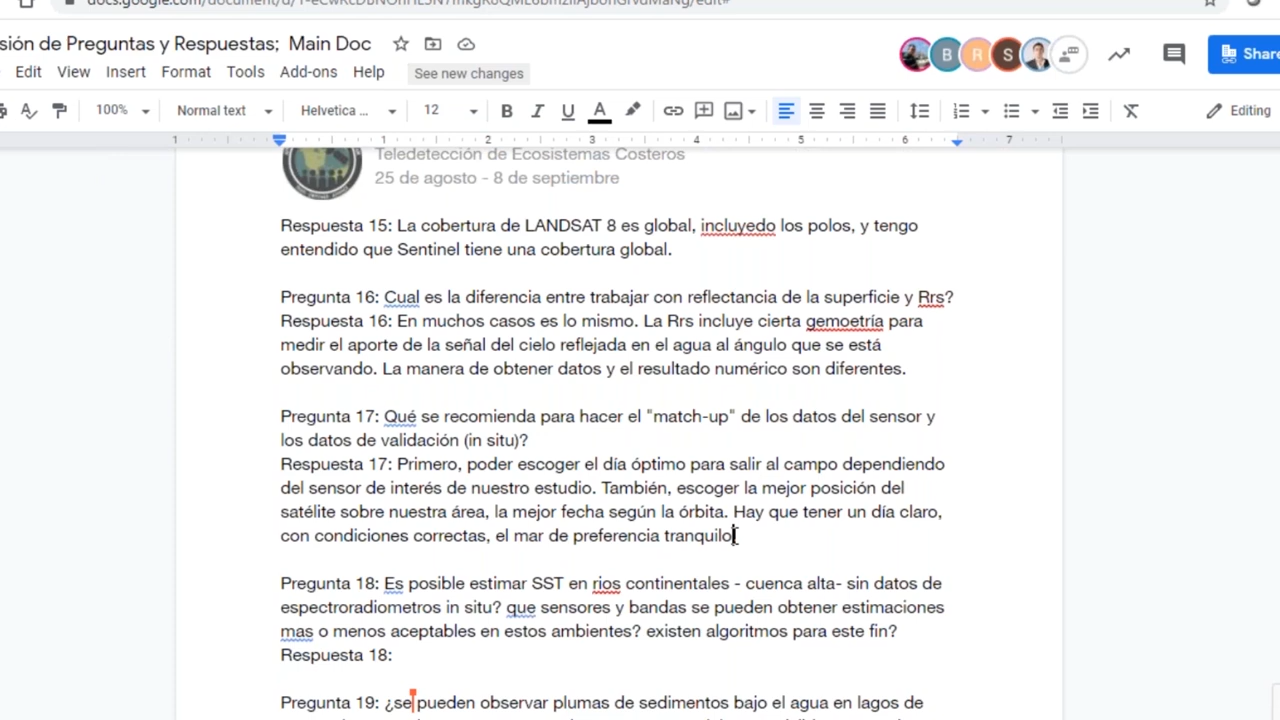 sión de Preguntas y Respuestas; Main Doc
Edit View Insert Format Tools Add-ons Help See new changes
B R S Share
100% Normal text Helvetica ... 12 B I U A Editing
1 1 2 3 4 5 6 7
Teledetección de Ecosistemas Costeros
25 de agosto - 8 de septiembre
Respuesta 15: La cobertura de LANDSAT 8 es global, incluyedo los polos, y tengo
entendido que Sentinel tiene una cobertura global.
Pregunta 16: Cual es la diferencia entre trabajar con reflectancia de la superficie y Rrs?
Respuesta 16: En muchos casos es lo mismo. La Rrs incluye cierta gemoetría para
medir el aporte de la señal del cielo reflejada en el agua al ángulo que se está
observando. La manera de obtener datos y el resultado numérico son diferentes.
Pregunta 17: Qué se recomienda para hacer el "match-up" de los datos del sensor y
los datos de validación (in situ)?
Respuesta 17: Primero, poder escoger el día óptimo para salir al campo dependiendo
del sensor de interés de nuestro estudio. También, escoger la mejor posición del
satélite sobre nuestra área, la mejor fecha según la órbita. Hay que tener un día claro,
con condiciones correctas, el mar de preferencia tranquilo
Pregunta 18: Es posible estimar SST en rios continentales - cuenca alta- sin datos de
espectroradiometros in situ? que sensores y bandas se pueden obtener estimaciones
mas o menos aceptables en estos ambientes? existen algoritmos para este fin?
Respuesta 18:
Pregunta 19: ¿se pueden observar plumas de sedimentos bajo el agua en lagos de